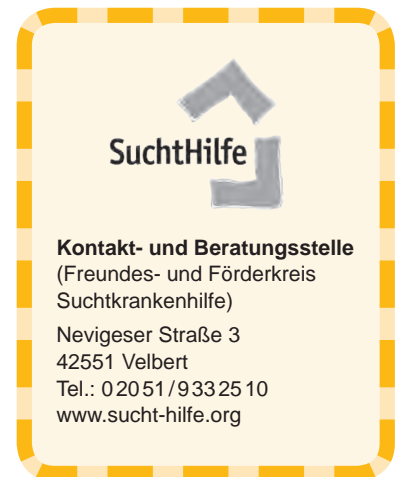 SuchtHilfe
Kontakt- und Beratungsstelle
(Freundes- und Förderkreis
Suchtkrankenhilfe)
Nevigeser Straße 3
42551 Velbert
Tel.: 02051/9332510
www.sucht-hilfe.org